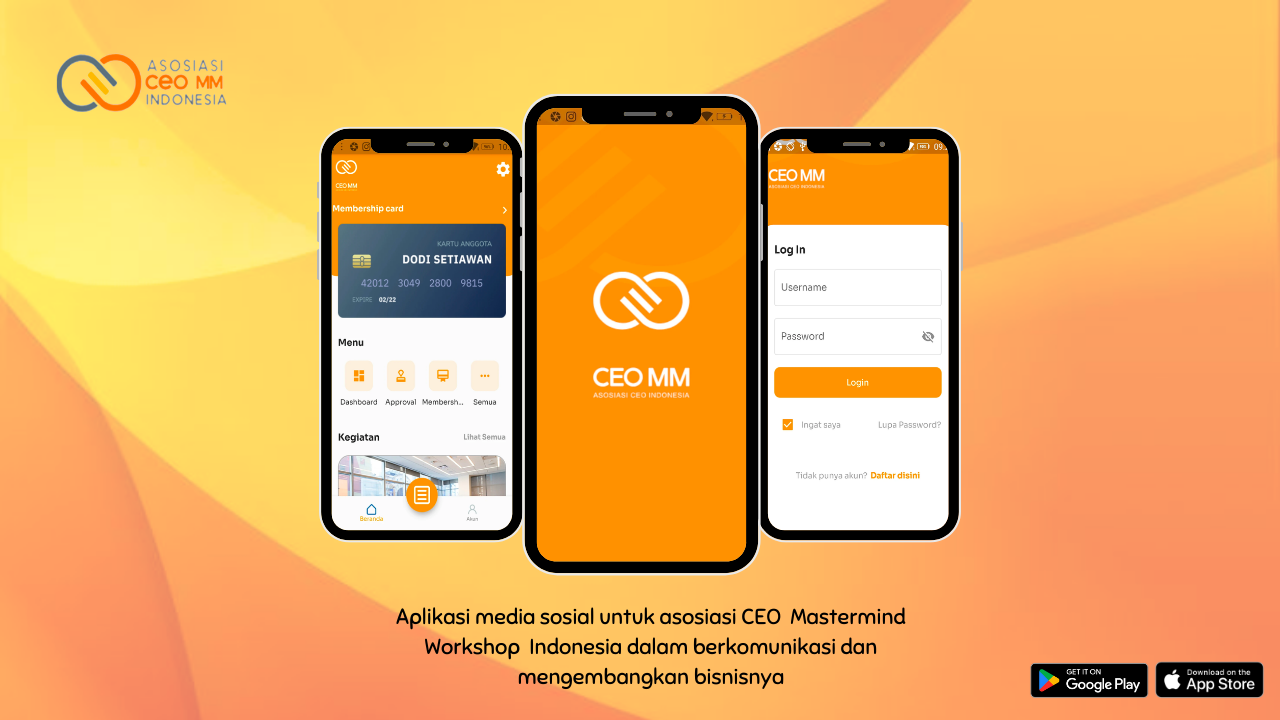 ASOSIASI
CEO MM
INDONESIA
CEO MM
Membership card
KARTU ANGGOTA
DODI SETIAWAN
42012 3049 2800 9815
EXPIRE 02/22
Menu
Dashboard Approval Membersh... Semua
Kegiatan Lihat Semua
Beranda Akun
CEO MM
ASOSIASI CEO INDONESIA
CEO MM
ASOSIASI CEO INDONESIA
Log In
Username
Password
Login
Ingat saya Lupa Password?
Tidak punya akun? Daftar disini
Aplikasi media sosial untuk asosiasi CEO Mastermind
Workshop Indonesia dalam berkomunikasi dan
mengembangkan bisnisnya
GET IT ON
Google Play
Download on the
App Store